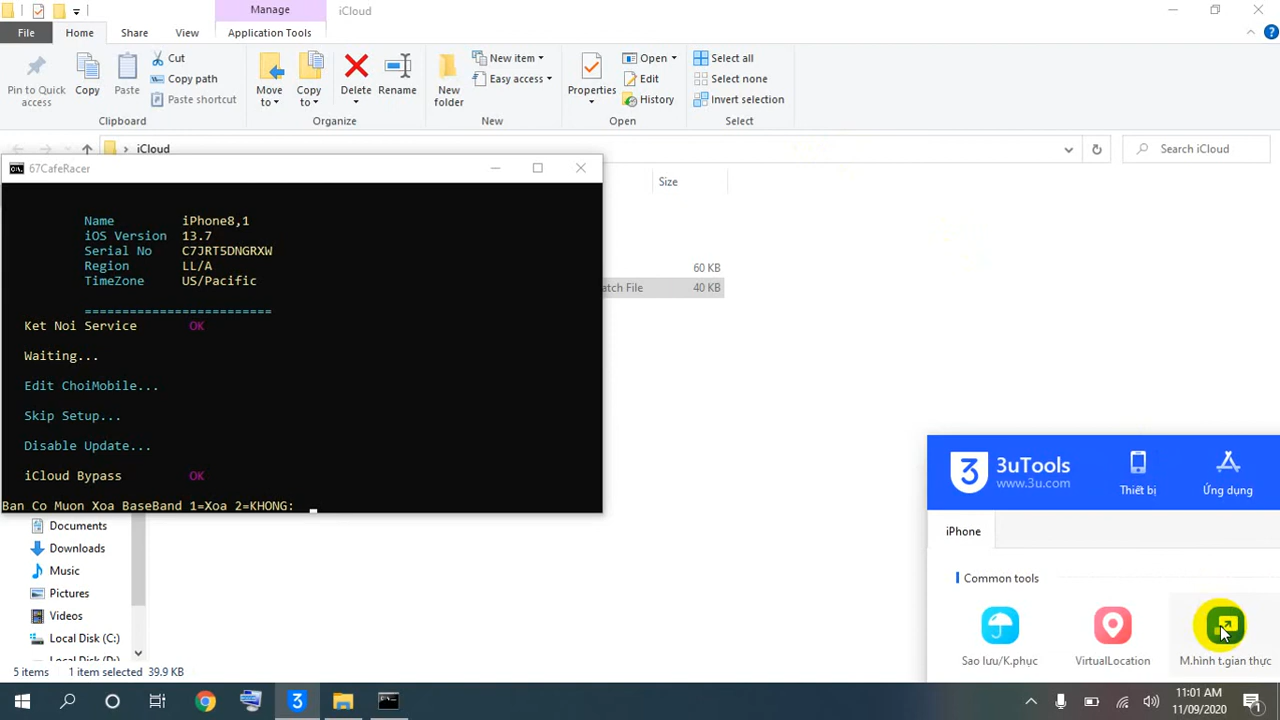 Manage
iCloud
File
Home
Share
View
Application Tools
Pin to Quick access
Copy
Paste
Cut
Copy path
Paste shortcut
Clipboard
Move to
Copy to
Delete
Rename
Organize
New folder
New item
Easy access
New
Properties
Open
Edit
History
Open
Select all
Select none
Invert selection
Select
iCloud
Search iCloud
Size
60 KB
atch File
40 KB
67CafeRacer
Name iPhone8,1
iOS Version 13.7
Serial No C7JRT5DNGRXW
Region LL/A
TimeZone US/Pacific
=========================
Ket Noi Service OK
Waiting...
Edit ChoiMobile...
Skip Setup...
Disable Update...
iCloud Bypass OK
Ban Co Muon Xoa BaseBand 1=Xoa 2=KHONG:
Documents
Downloads
Music
Pictures
Videos
Local Disk (C:)
Local Disk (D:)
5 items
1 item selected 39.9 KB
3 3uTools
www.3u.com
Thiết bị
Ứng dụng
iPhone
Common tools
Sao lưu/K.phục
VirtualLocation
M.hình t.gian thực
11:01 AM
11/09/2020
1